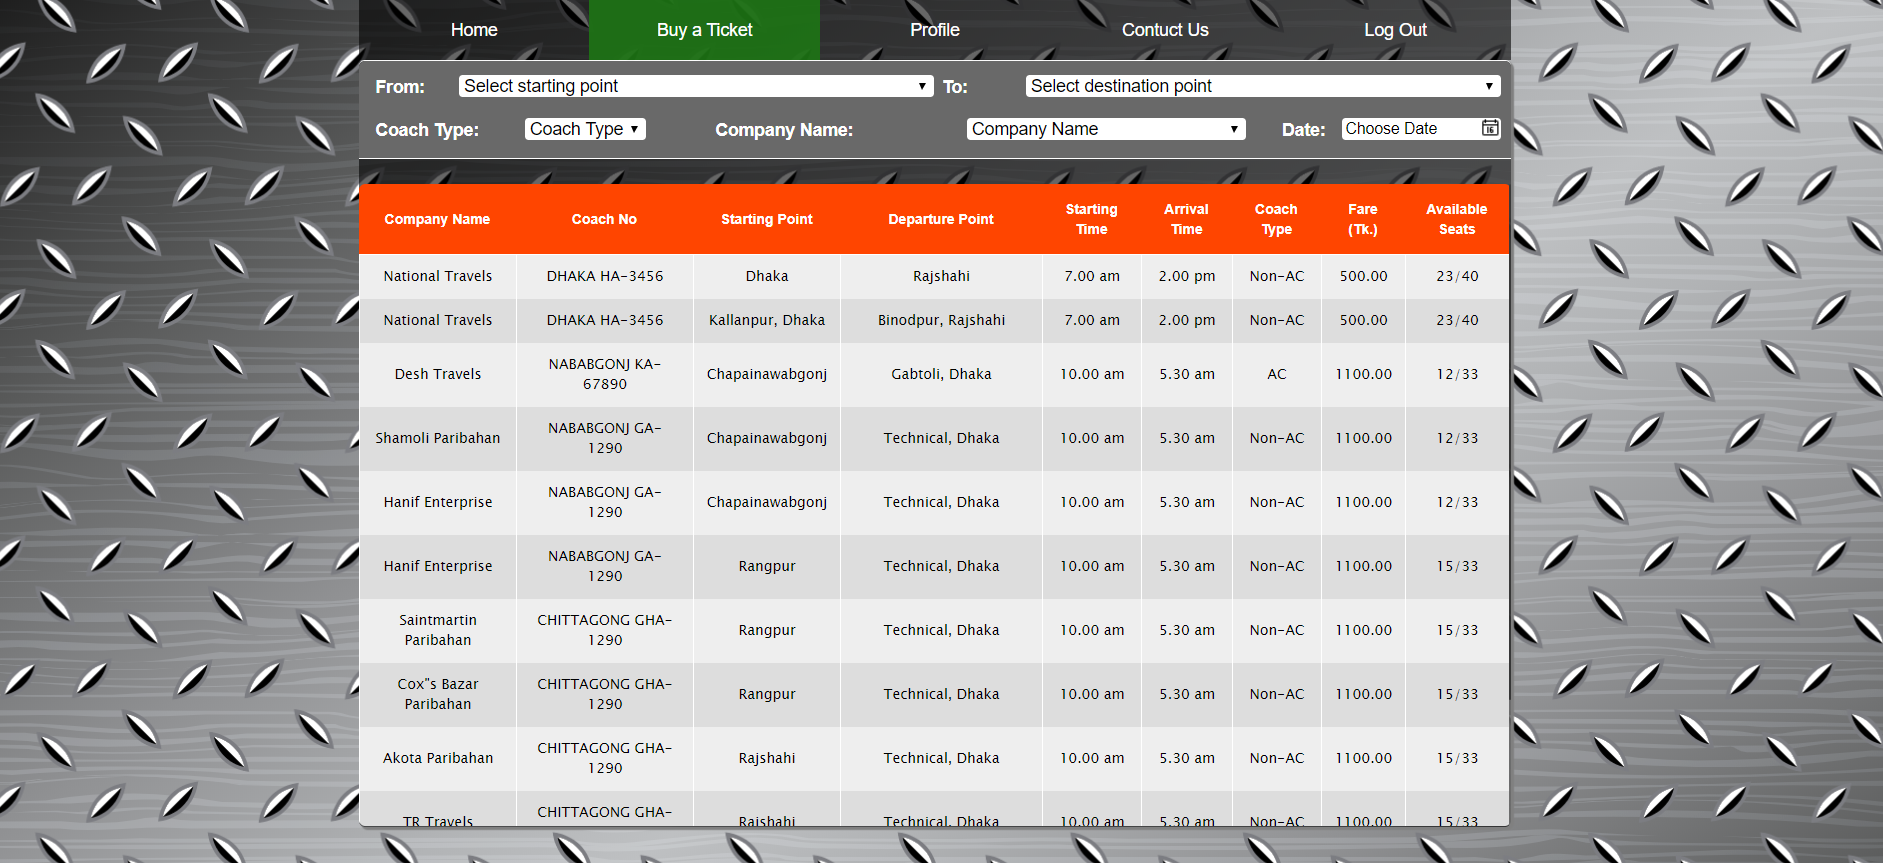 Home Buy a Ticket Profile Contuct Us Log Out
From: Select starting point To: Select destination point
Coach Type: Coach Type Company Name: Company Name Date: Choose Date 16
Company Name Coach No Starting Point Departure Point Starting Time Arrival Time Coach Type Fare (Tk.) Available Seats
National Travels DHAKA HA-3456 Dhaka Rajshahi 7.00 am 2.00 pm Non-AC 500.00 23/40
National Travels DHAKA HA-3456 Kallanpur, Dhaka Binodpur, Rajshahi 7.00 am 2.00 pm Non-AC 500.00 23/40
Desh Travels NABABGONJ KA-67890 Chapainawabgonj Gabtoli, Dhaka 10.00 am 5.30 am AC 1100.00 12/33
Shamoli Paribahan NABABGONJ GA-1290 Chapainawabgonj Technical, Dhaka 10.00 am 5.30 am Non-AC 1100.00 12/33
Hanif Enterprise NABABGONJ GA-1290 Chapainawabgonj Technical, Dhaka 10.00 am 5.30 am Non-AC 1100.00 12/33
Hanif Enterprise NABABGONJ GA-1290 Rangpur Technical, Dhaka 10.00 am 5.30 am Non-AC 1100.00 15/33
Saintmartin Paribahan CHITTAGONG GHA-1290 Rangpur Technical, Dhaka 10.00 am 5.30 am Non-AC 1100.00 15/33
Cox"s Bazar Paribahan CHITTAGONG GHA-1290 Rangpur Technical, Dhaka 10.00 am 5.30 am Non-AC 1100.00 15/33
Akota Paribahan CHITTAGONG GHA-1290 Rajshahi Technical, Dhaka 10.00 am 5.30 am Non-AC 1100.00 15/33
TR Travels CHITTAGONG GHA- Rajshahi Technical, Dhaka 10.00 am 5.30 am Non-AC 1100.00 15/33